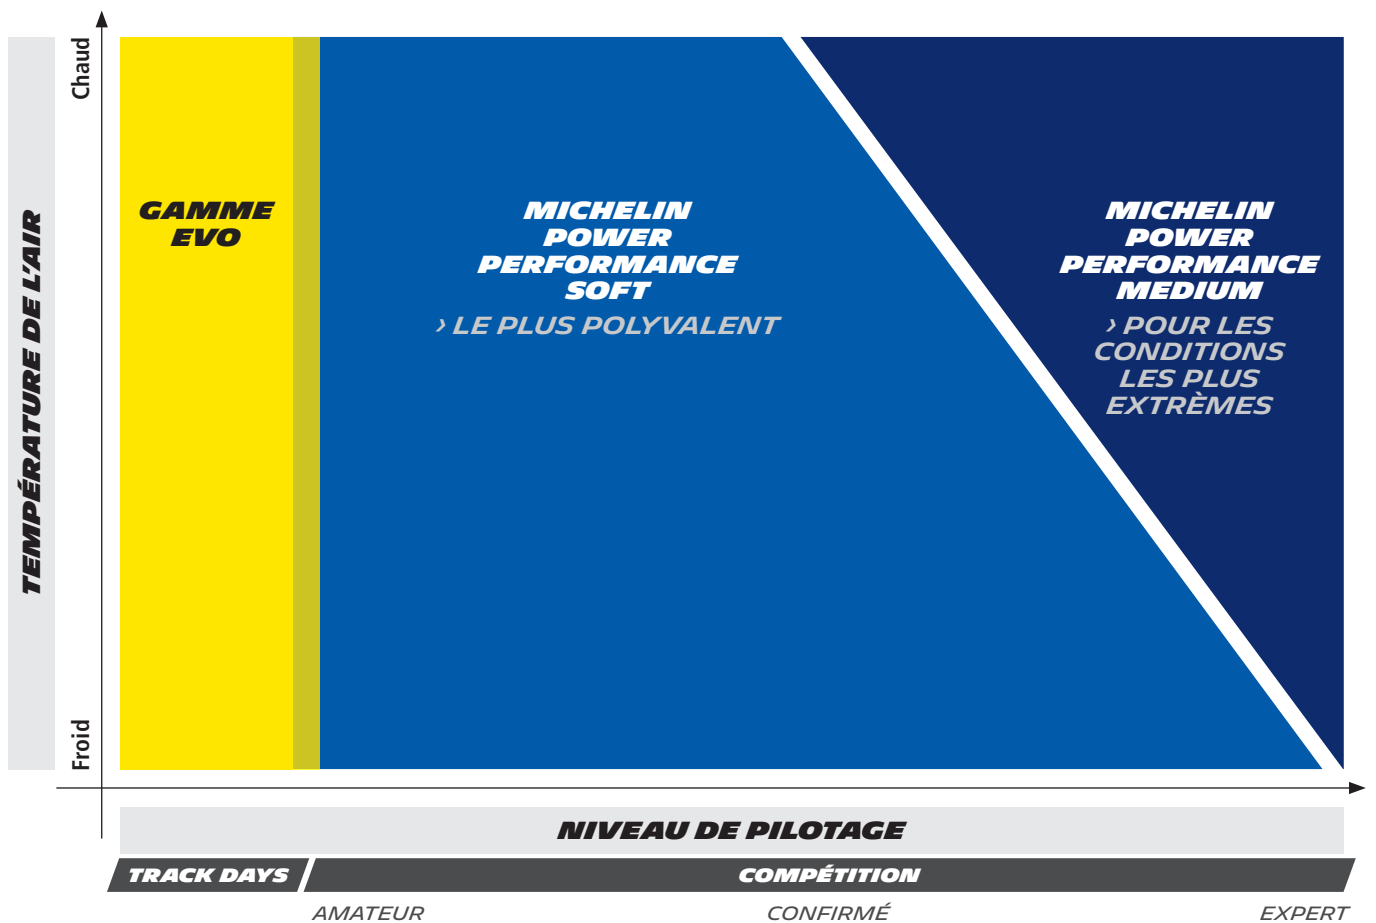 TEMPÉRATURE DE L'AIR
Chaud
Froid
GAMME
EVO
MICHELIN
POWER
PERFORMANCE
SOFT
› LE PLUS POLYVALENT
MICHELIN
POWER
PERFORMANCE
MEDIUM
› POUR LES
CONDITIONS
LES PLUS
EXTRÈMES
NIVEAU DE PILOTAGE
TRACK DAYS
COMPÉTITION
AMATEUR
CONFIRMÉ
EXPERT